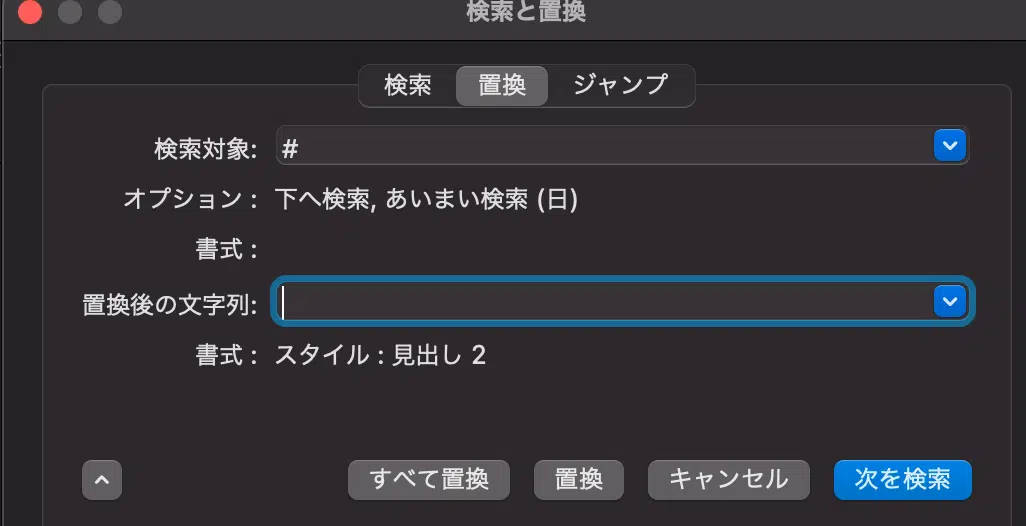 検索と置換
検索 置換 ジャンプ
検索対象: #
オプション : 下へ検索, あいまい検索 (日)
書式 :
置換後の文字列:
書式 : スタイル : 見出し 2
すべて置換 置換 キャンセル 次を検索